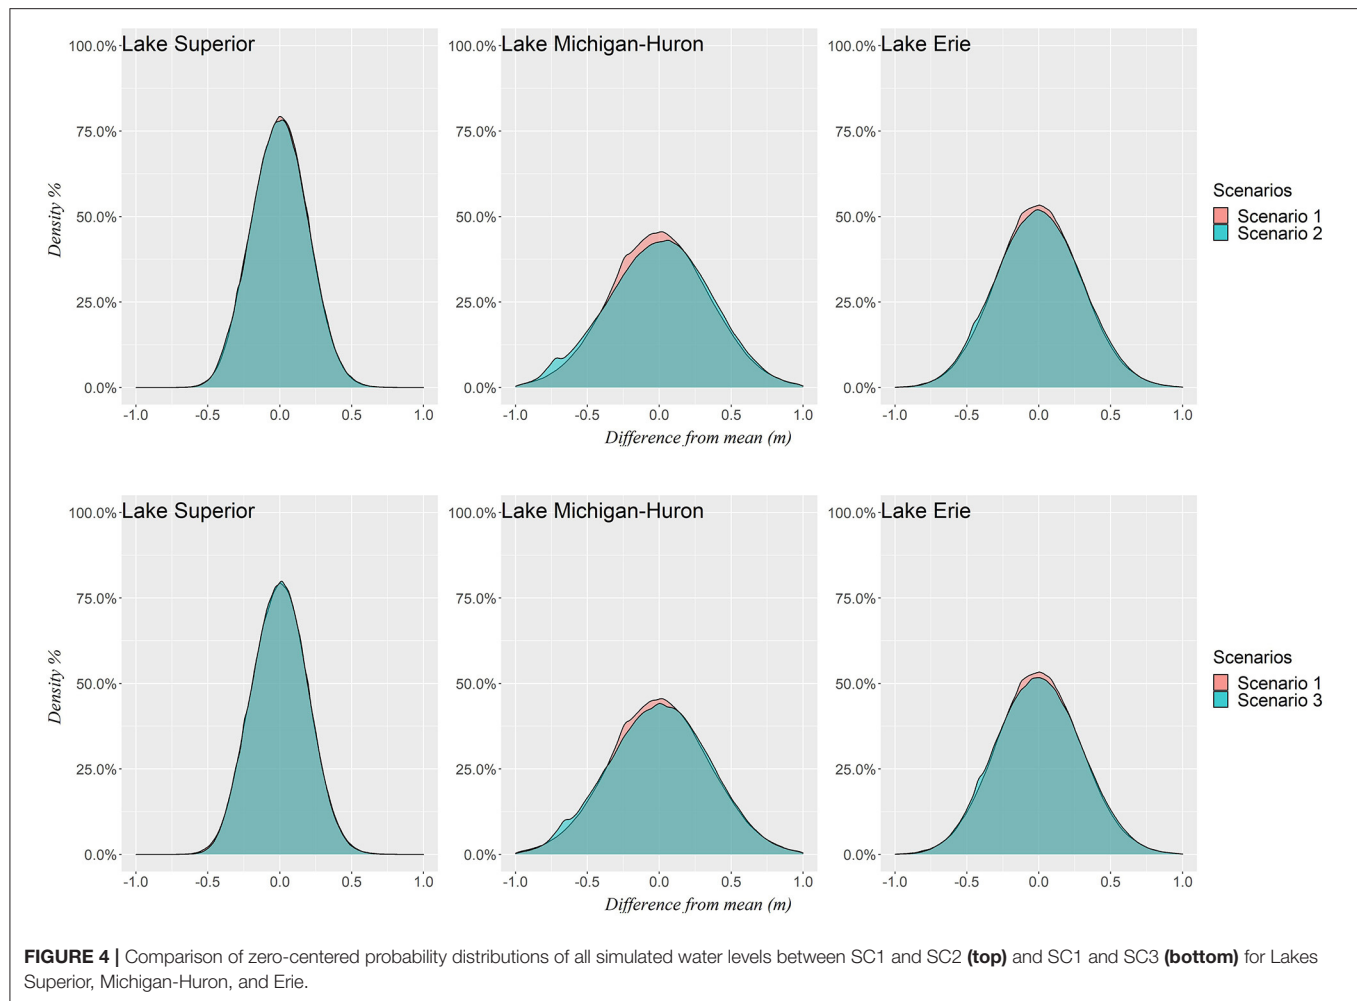 Lake Superior
Lake Michigan-Huron
Lake Erie
100.0%
75.0%
50.0%
25.0%
0.0%
100.0%
75.0%
50.0%
25.0%
0.0%
100.0%
75.0%
50.0%
25.0%
0.0%
Density %
-1.0 -0.5 0.0 0.5 1.0
-1.0 -0.5 0.0 0.5 1.0
-1.0 -0.5 0.0 0.5 1.0
Difference from mean (m)
Scenarios
Scenario 1
Scenario 2
Lake Superior
Lake Michigan-Huron
Lake Erie
100.0%
75.0%
50.0%
25.0%
0.0%
100.0%
75.0%
50.0%
25.0%
0.0%
100.0%
75.0%
50.0%
25.0%
0.0%
Density %
-1.0 -0.5 0.0 0.5 1.0
-1.0 -0.5 0.0 0.5 1.0
-1.0 -0.5 0.0 0.5 1.0
Difference from mean (m)
Scenarios
Scenario 1
Scenario 3
FIGURE 4 | Comparison of zero-centered probability distributions of all simulated water levels between SC1 and SC2 (top) and SC1 and SC3 (bottom) for Lakes
Superior, Michigan-Huron, and Erie.